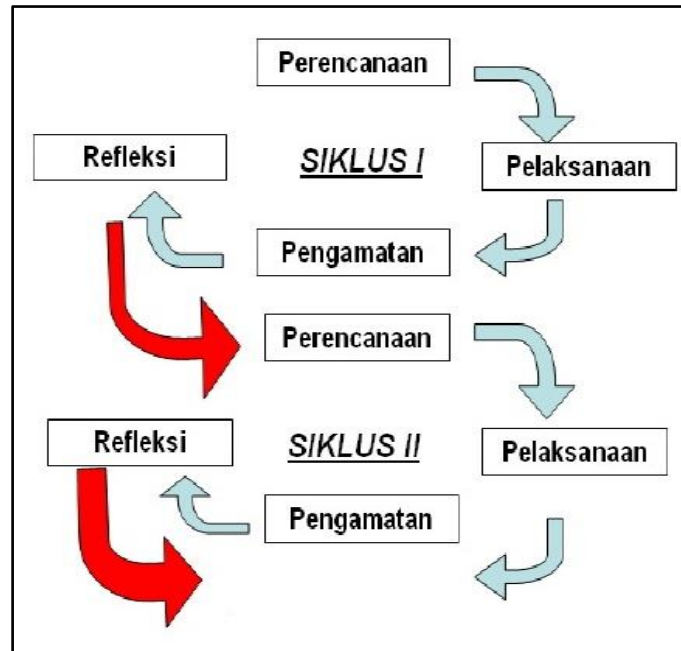 Perencanaan
Refleksi
SIKLUS I
Pelaksanaan
Pengamatan
Perencanaan
Refleksi
SIKLUS II
Pelaksanaan
Pengamatan